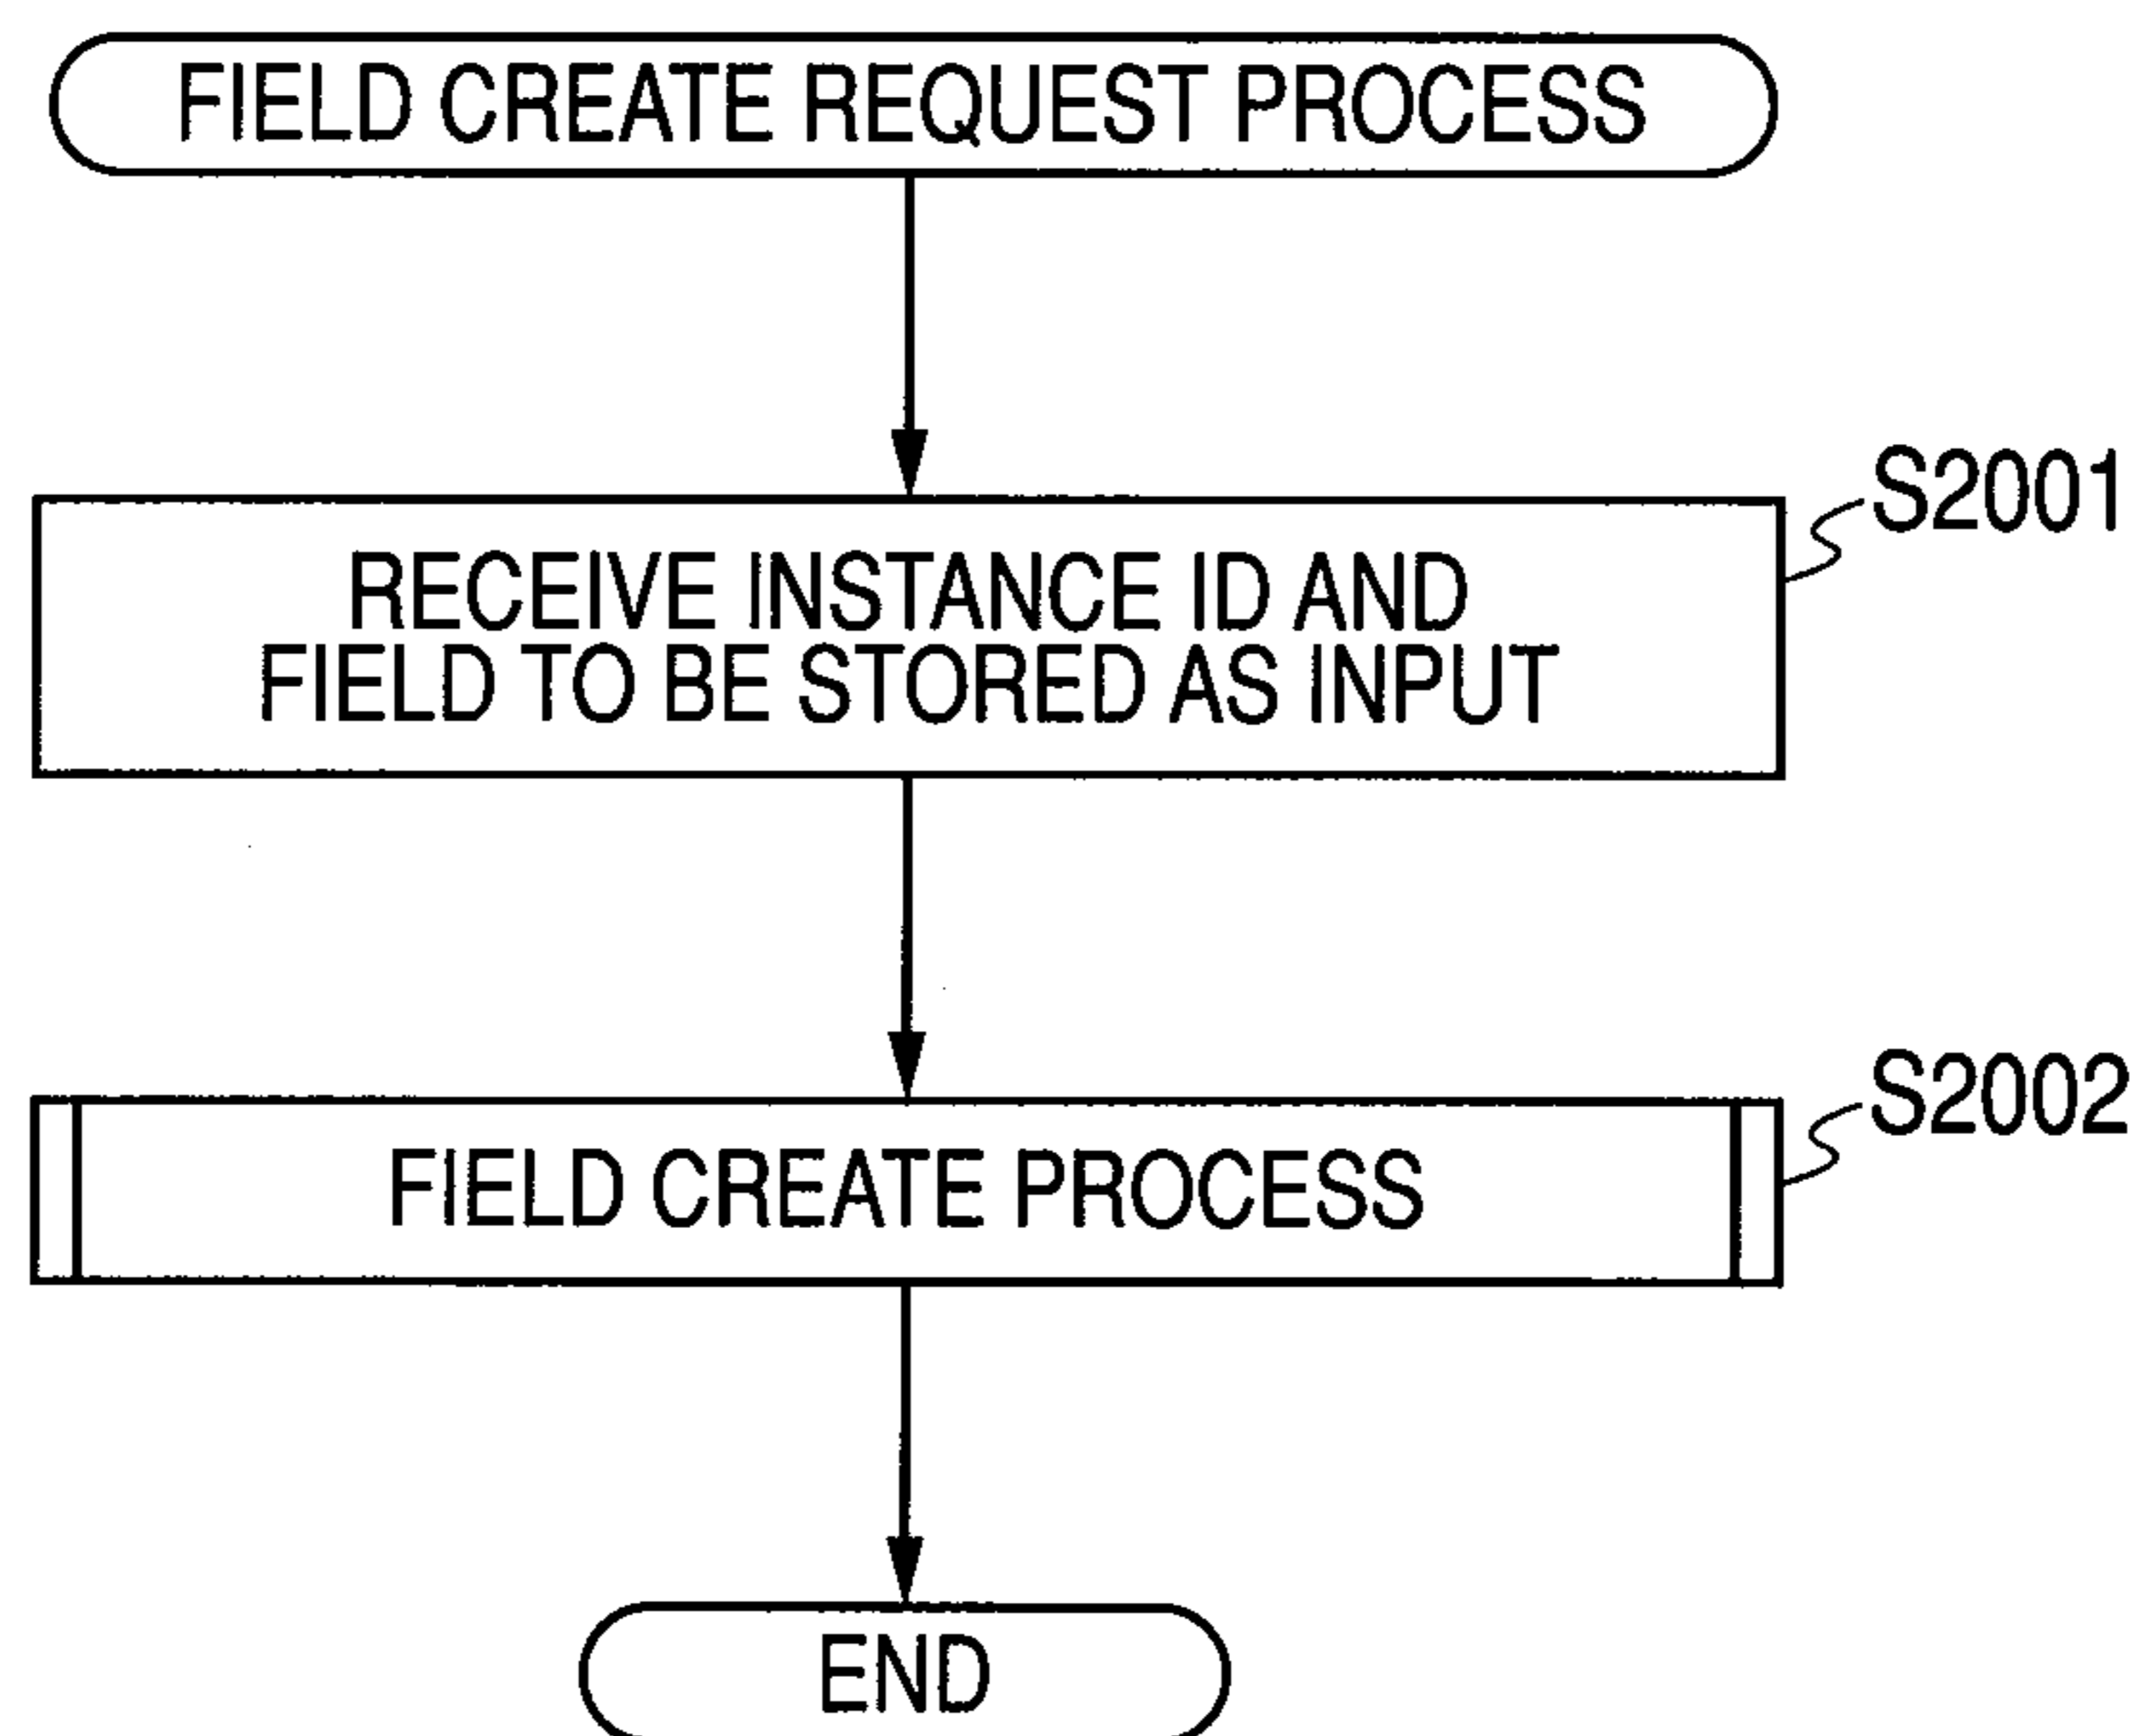 FIELD CREATE REQUEST PROCESS
S2001
RECEIVE INSTANCE ID AND
FIELD TO BE STORED AS INPUT
S2002
FIELD CREATE PROCESS
END